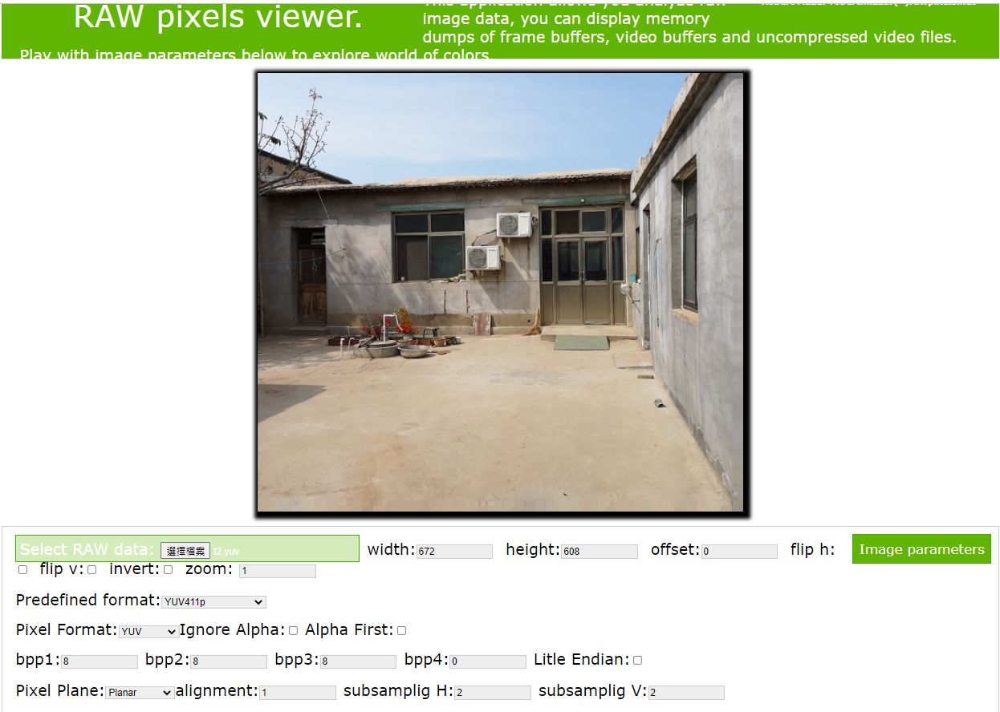 RAW pixels viewer.
This application allows you analyze raw
image data, you can display memory
dumps of frame buffers, video buffers and uncompressed video files.
Play with image parameters below to explore world of colors.
Select RAW data: 選擇檔案 t2.yuv width: 672 height: 608 offset: 0 flip h: Image parameters
flip v: invert: zoom: 1
Predefined format: YUV411p
Pixel Format: YUV Ignore Alpha: Alpha First:
bpp1: 8 bpp2: 8 bpp3: 8 bpp4: 0 Litle Endian:
Pixel Plane: Planar alignment: 1 subsamplig H: 2 subsamplig V: 2